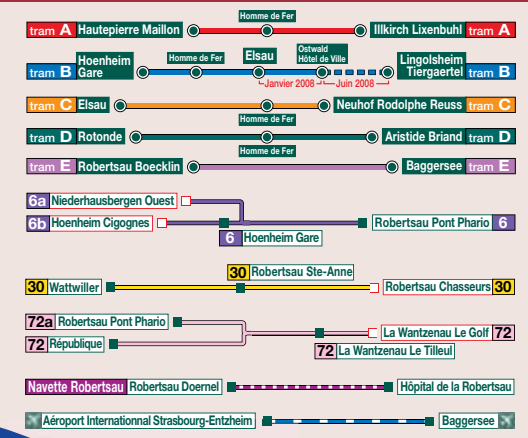 Homme de Fer
tram A Hautepierre Maillon Illkirch Lixenbuhl tram A
Hoenheim Gare Homme de Fer Elsau Ostwald Hôtel de Ville Lingolsheim Tiergaertel
tram B tram B
Janvier 2008 Juin 2008
tram C Elsau Neuhof Rodolphe Reuss tram C
Homme de Fer
tram D Rotonde Aristide Briand tram D
Homme de Fer
tram E Robertsau Boecklin Baggersee tram E
6a Niederhausbergen Ouest
6b Hoenheim Cigognes Robertsau Pont Phario 6
6 Hoenheim Gare
30 Robertsau Ste-Anne
30 Wattwiller Robertsau Chasseurs 30
72a Robertsau Pont Phario
La Wantzenau Le Golf 72
72 République
72 La Wantzenau Le Tilleul
Navette Robertsau Robertsau Doernel Hôpital de la Robertsau
Aéroport Internationnal Strasbourg-Entzheim Baggersee